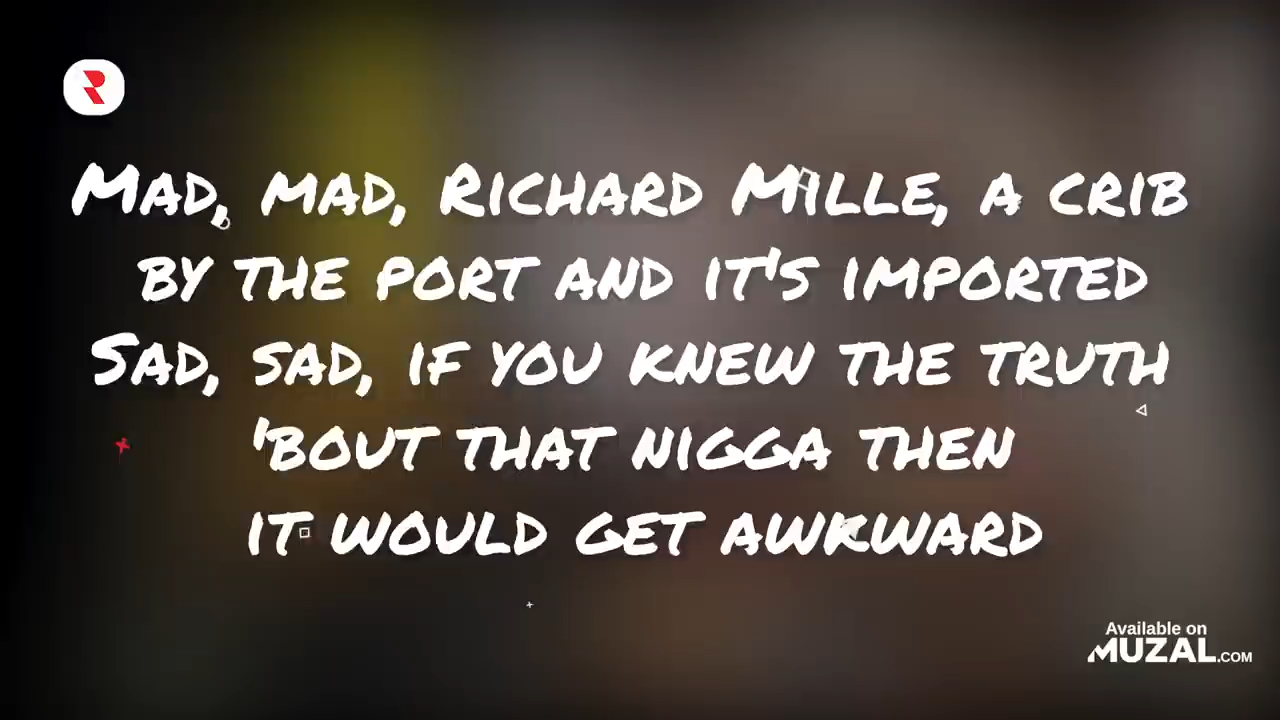 Mad, mad, Richard Mille, a crib
by the port and it's imported
Sad, sad, if you knew the truth
'bout that nigga then
it would get awkward
Available on
MUZAL.COM